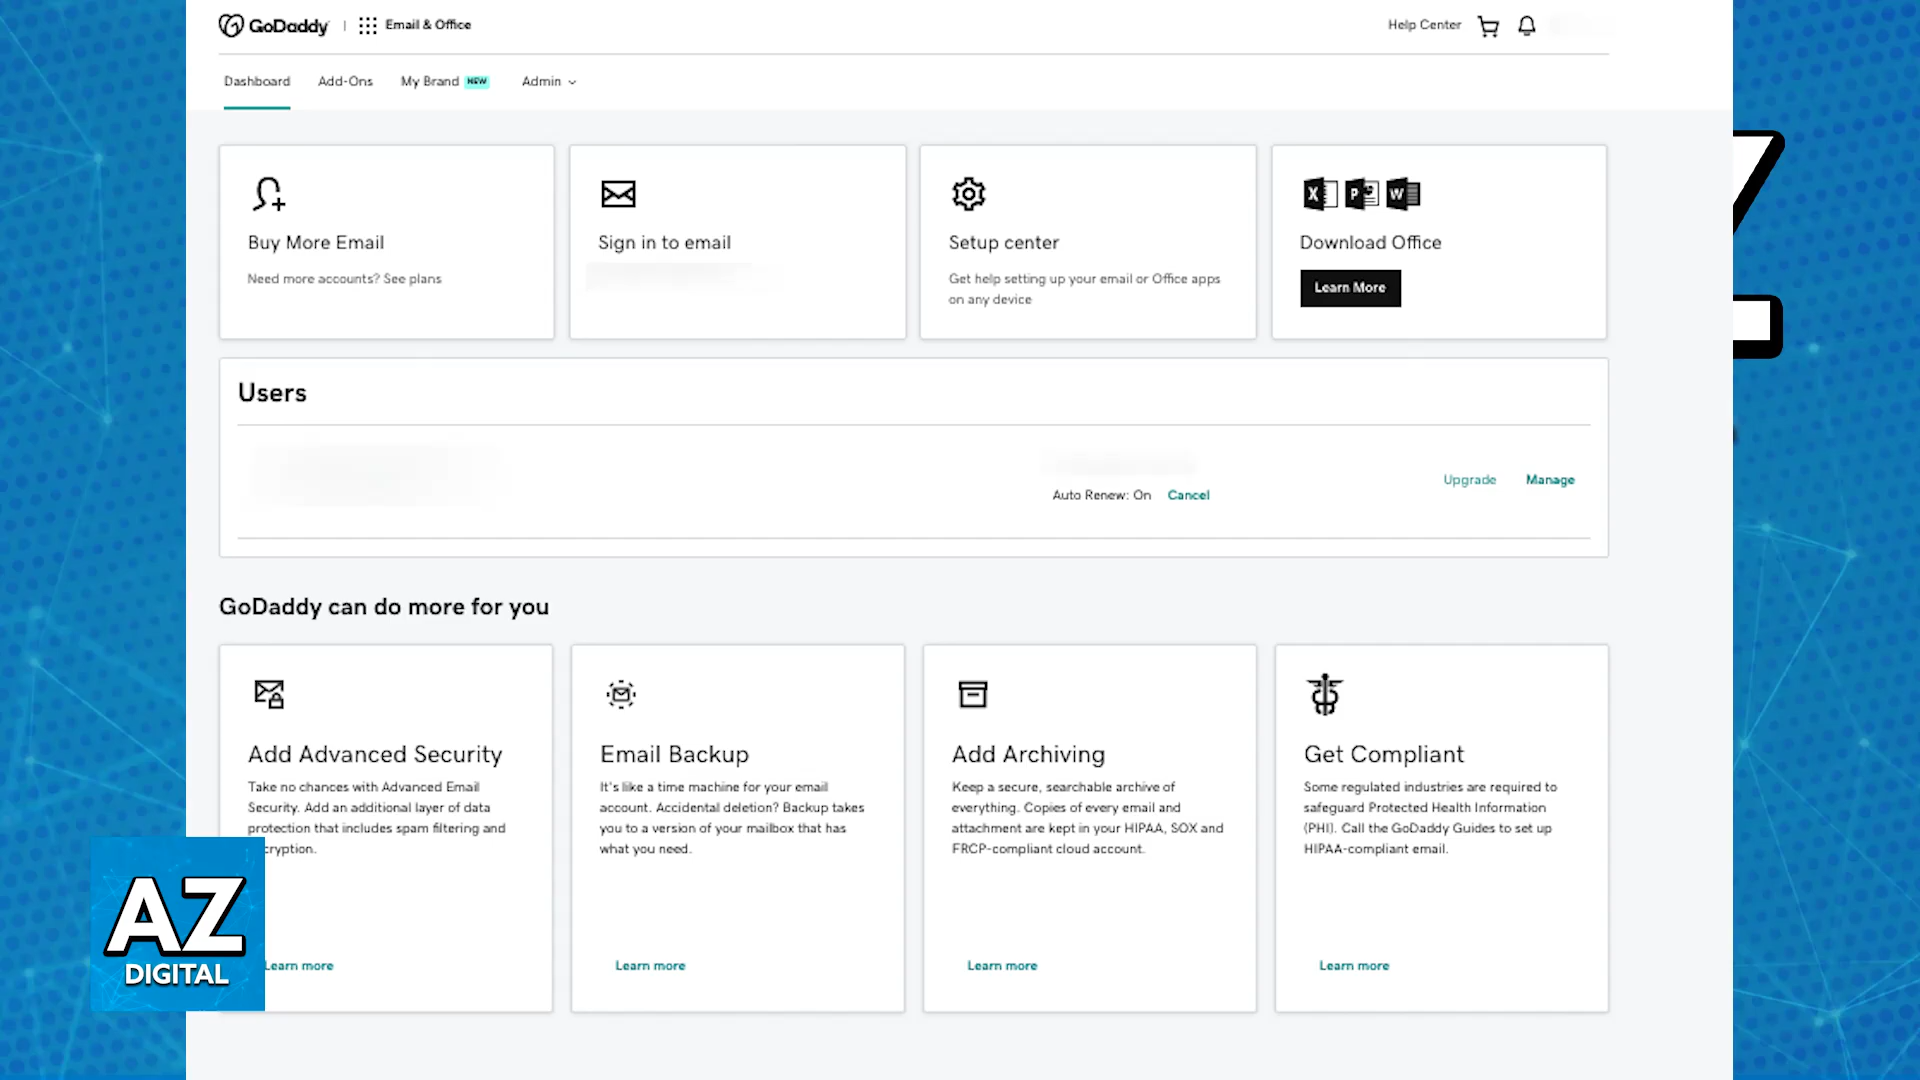 GoDaddy | Email & Office
Help Center
Dashboard Add-Ons My Brand NEW Admin
Buy More Email
Need more accounts? See plans
Sign in to email
Setup center
Get help setting up your email or Office apps
on any device
X P W
Download Office
Learn More
Users
Auto Renew: On Cancel
Upgrade Manage
GoDaddy can do more for you
Add Advanced Security
Take no chances with Advanced Email
Security. Add an additional layer of data
protection that includes spam filtering and
cryption.
Learn more
Email Backup
It's like a time machine for your email
account. Accidental deletion? Backup takes
you to a version of your mailbox that has
what you need.
Learn more
Add Archiving
Keep a secure, searchable archive of
everything. Copies of every email and
attachment are kept in your HIPAA, SOX and
FRCP-compliant cloud account.
Learn more
Get Compliant
Some regulated industries are required to
safeguard Protected Health Information
(PHI). Call the GoDaddy Guides to set up
HIPAA-compliant email.
Learn more
AZ
DIGITAL